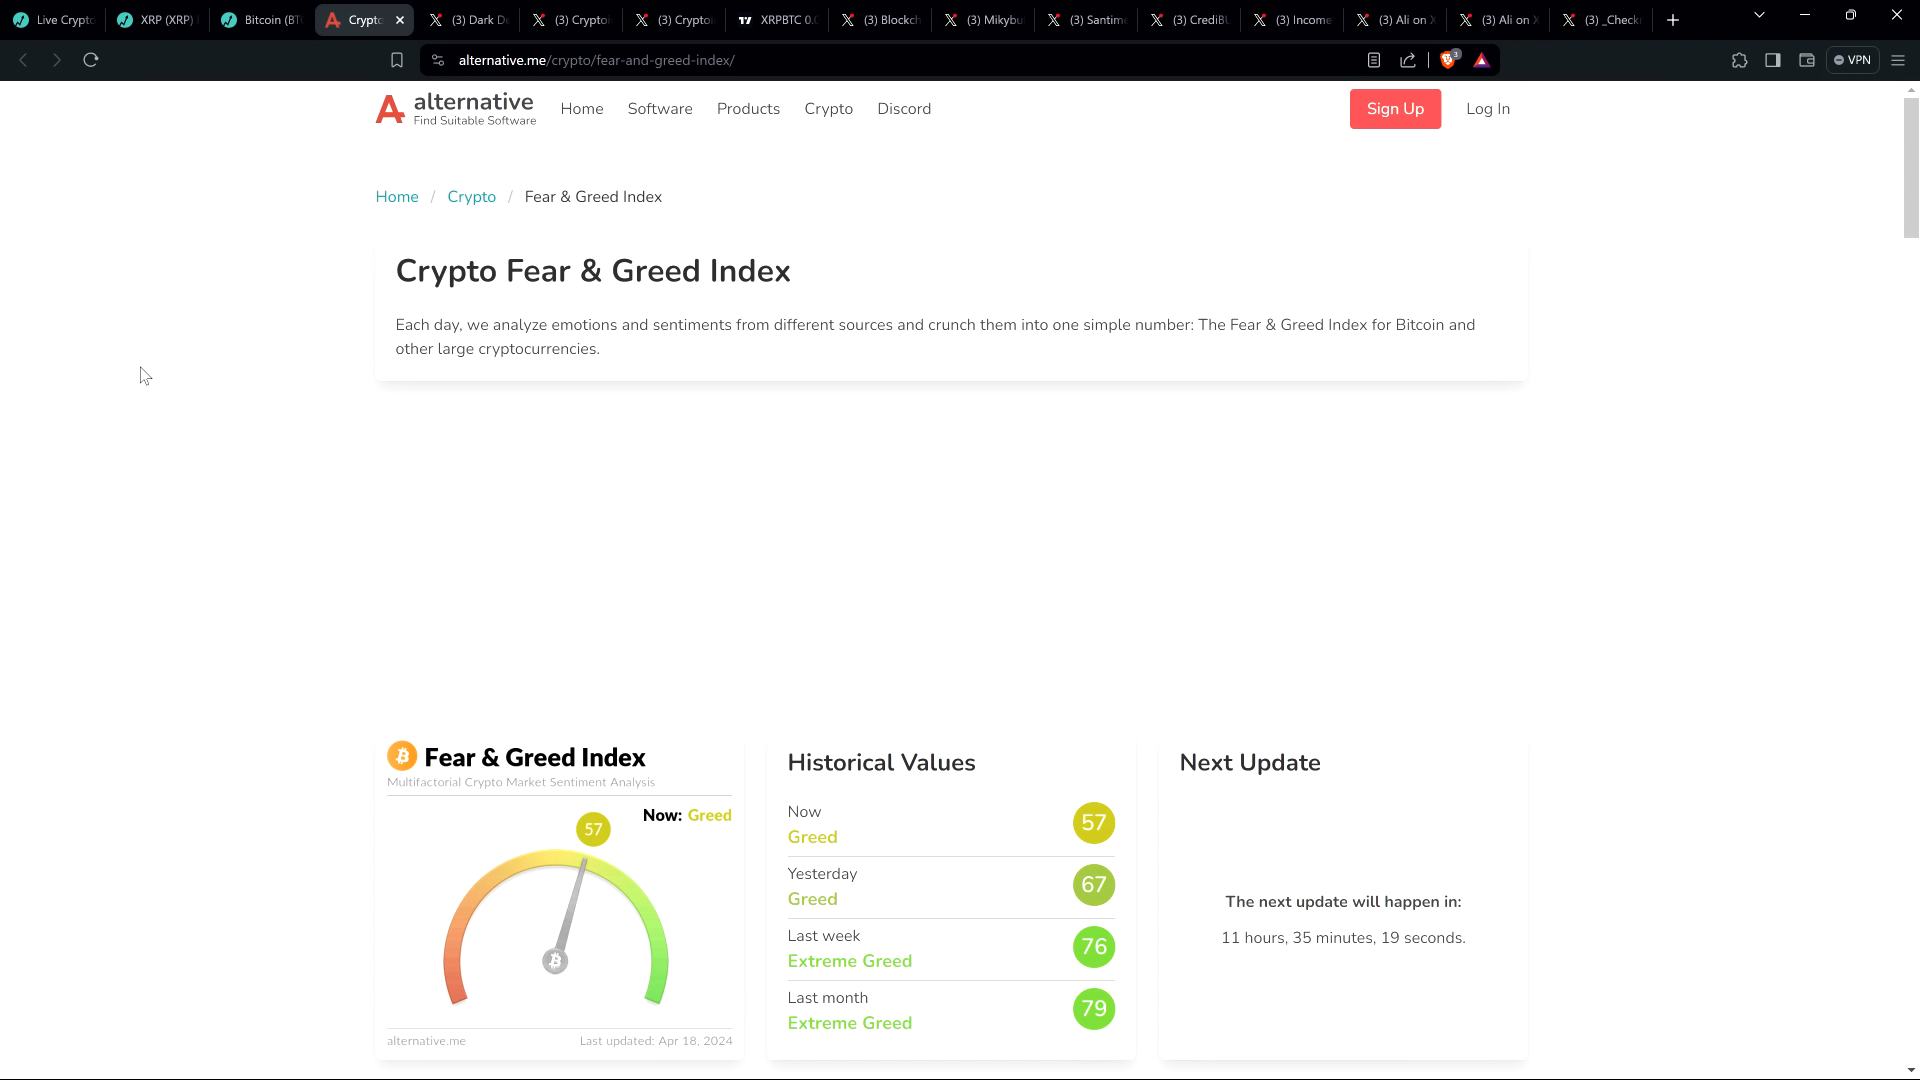 Live Crypto
XRP (XRP)
Bitcoin (BT
Crypto
(3) Dark D
(3) Crypto
(3) Crypto
XRPBTC 0.0
(3) Blockch
(3) Mikybu
(3) Santime
(3) CrediBU
(3) Income
(3) Ali on X
(3) Ali on X
(3) _Check
alternative.me/crypto/fear-and-greed-index/
3
VPN
alternative
Find Suitable Software
Home
Software
Products
Crypto
Discord
Sign Up
Log In
Home / Crypto / Fear & Greed Index
Crypto Fear & Greed Index
Each day, we analyze emotions and sentiments from different sources and crunch them into one simple number: The Fear & Greed Index for Bitcoin and
other large cryptocurrencies.
Fear & Greed Index
Multifactorial Crypto Market Sentiment Analysis
Now: Greed
57
alternative.me
Last updated: Apr 18, 2024
Historical Values
Now
Greed
57
Yesterday
Greed
67
Last week
Extreme Greed
76
Last month
Extreme Greed
79
Next Update
The next update will happen in:
11 hours, 35 minutes, 19 seconds.